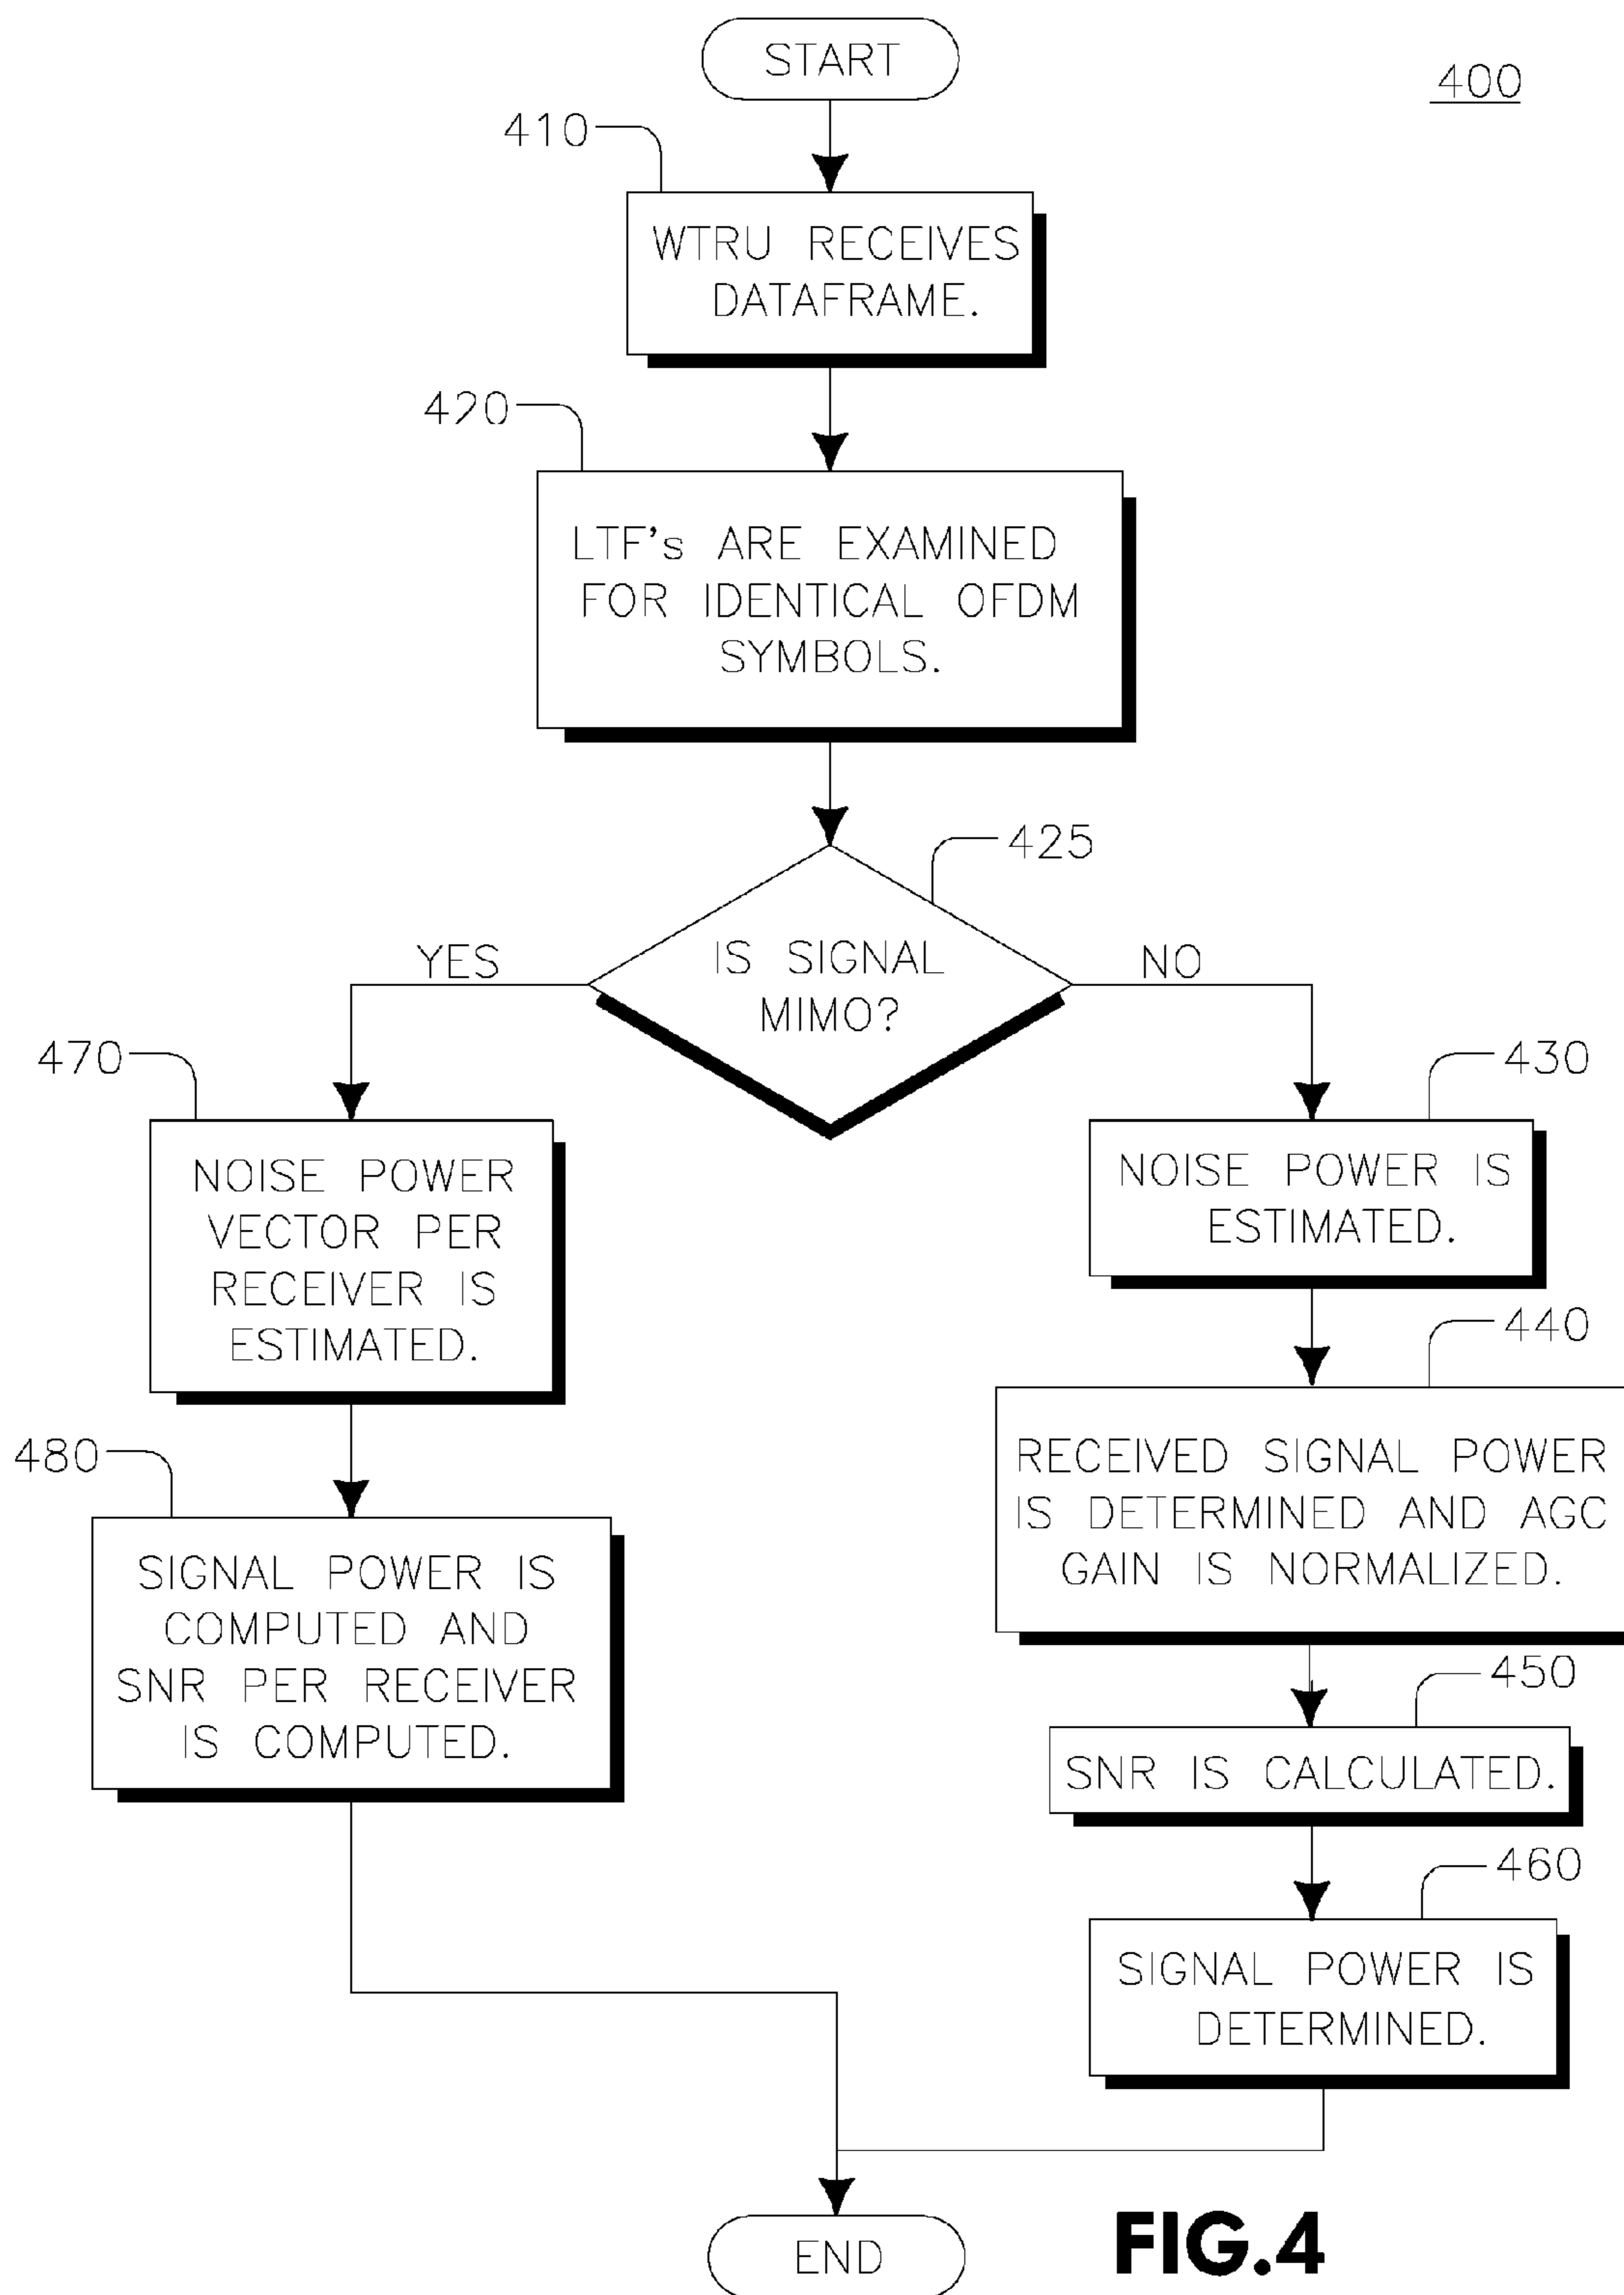 START
400
410
WTRU RECEIVES
DATAFRAME.
420
LTF's ARE EXAMINED
FOR IDENTICAL OFDM
SYMBOLS.
425
IS SIGNAL
MIMO?
YES
NO
470
NOISE POWER
VECTOR PER
RECEIVER IS
ESTIMATED.
480
SIGNAL POWER IS
COMPUTED AND
SNR PER RECEIVER
IS COMPUTED.
430
NOISE POWER IS
ESTIMATED.
440
RECEIVED SIGNAL POWER
IS DETERMINED AND AGC
GAIN IS NORMALIZED.
450
SNR IS CALCULATED.
460
SIGNAL POWER IS
DETERMINED.
END
FIG.4